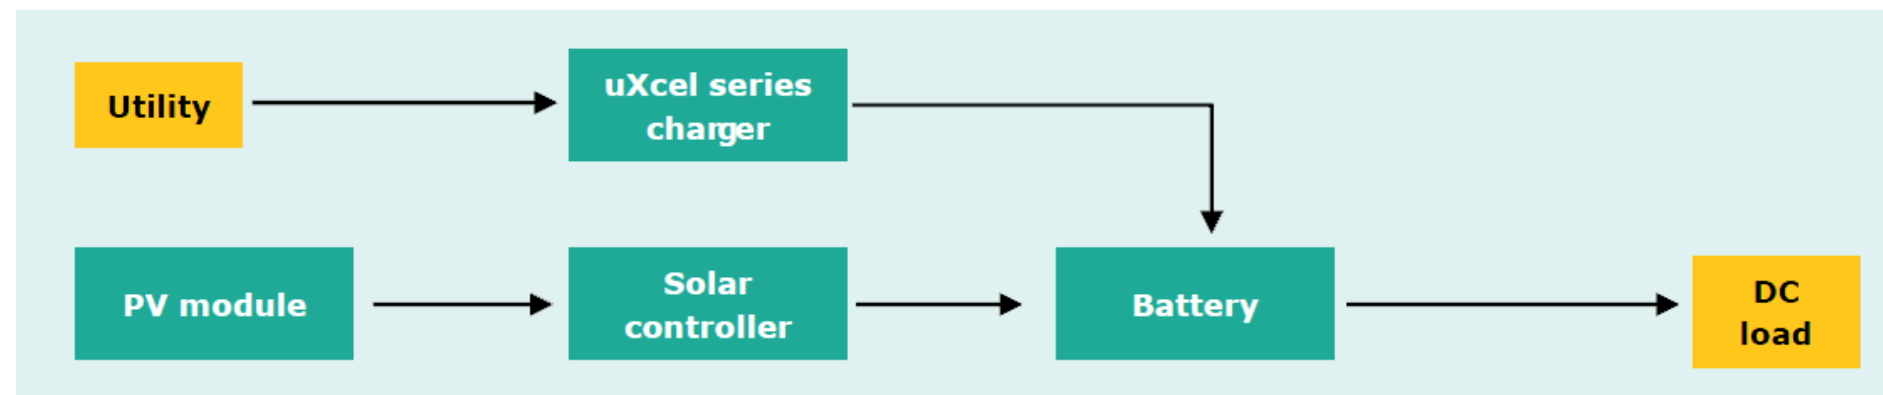 Utility
uXcel series
charger
PV module
Solar
controller
Battery
DC
load